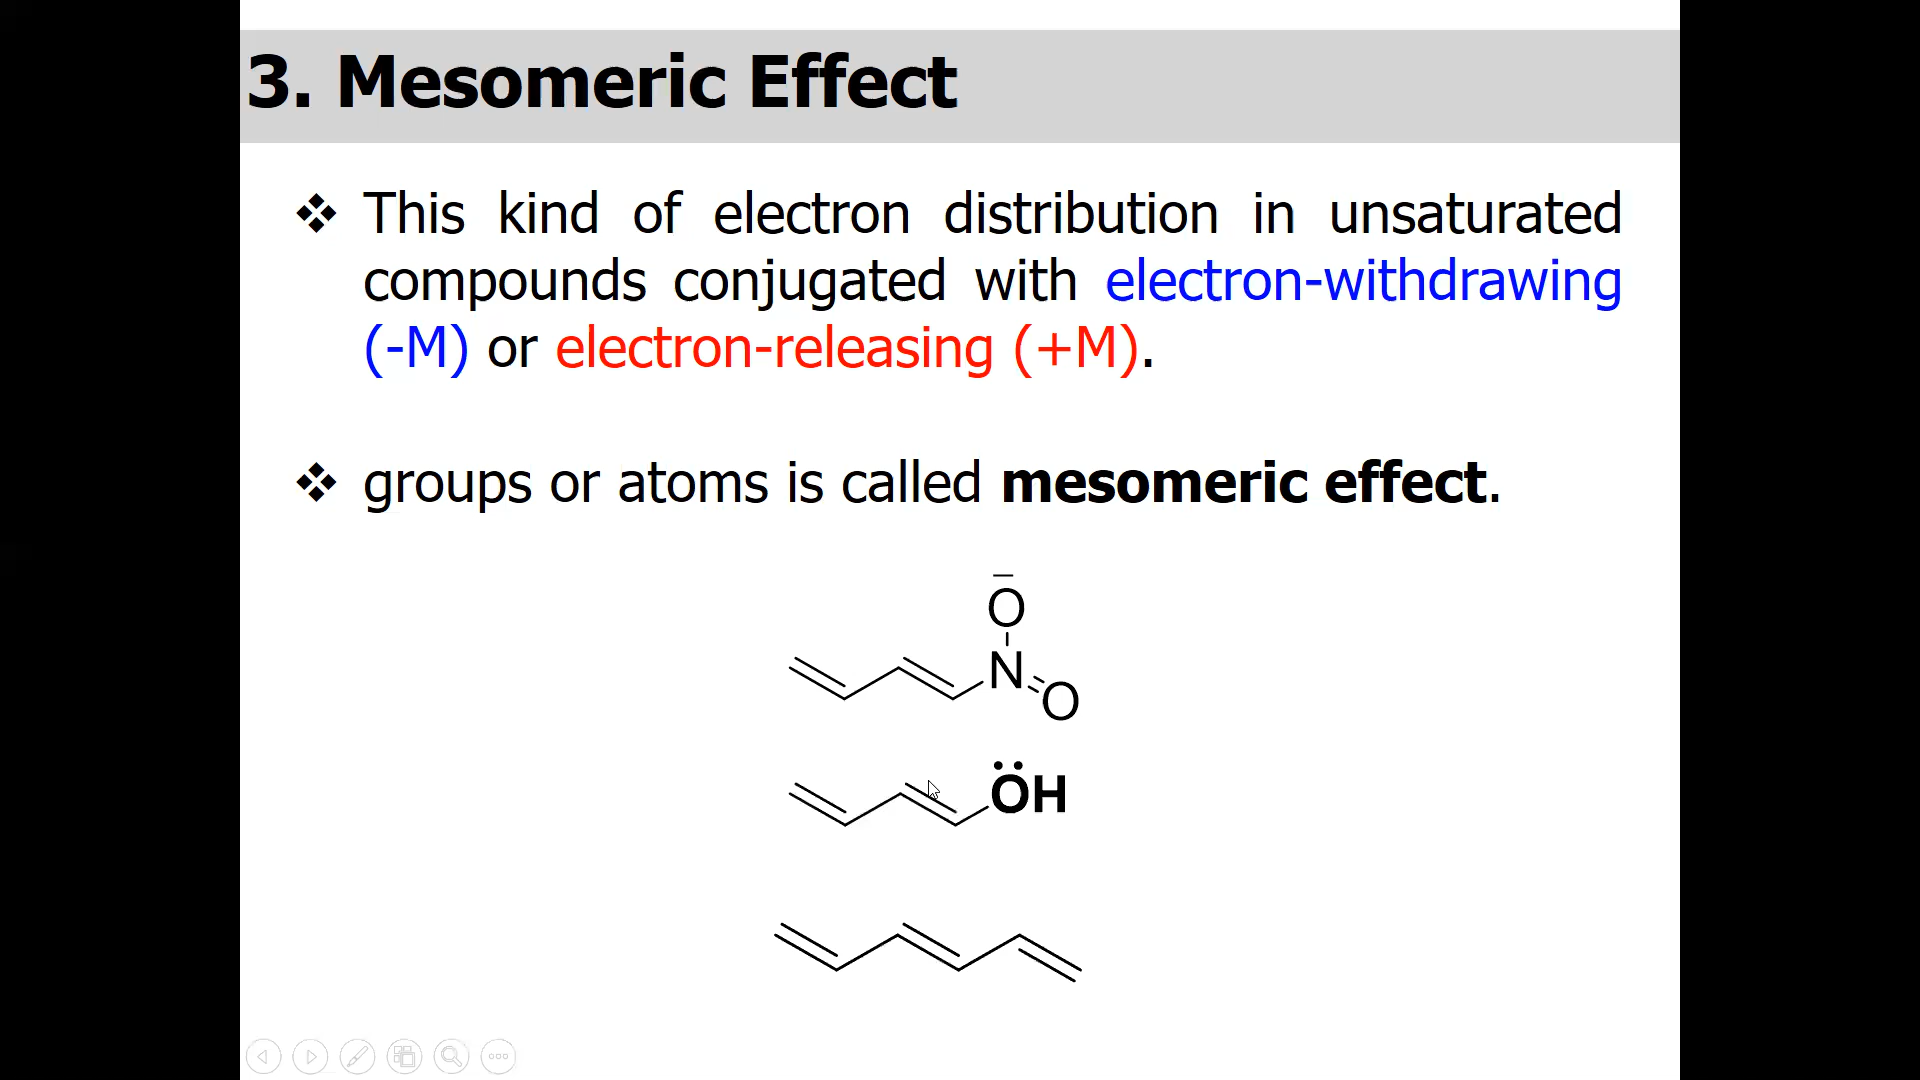 3. Mesomeric Effect
❖ This kind of electron distribution in unsaturated
compounds conjugated with electron-withdrawing
(-M) or electron-releasing (+M).
❖ groups or atoms is called mesomeric effect.
O
N
O
OH